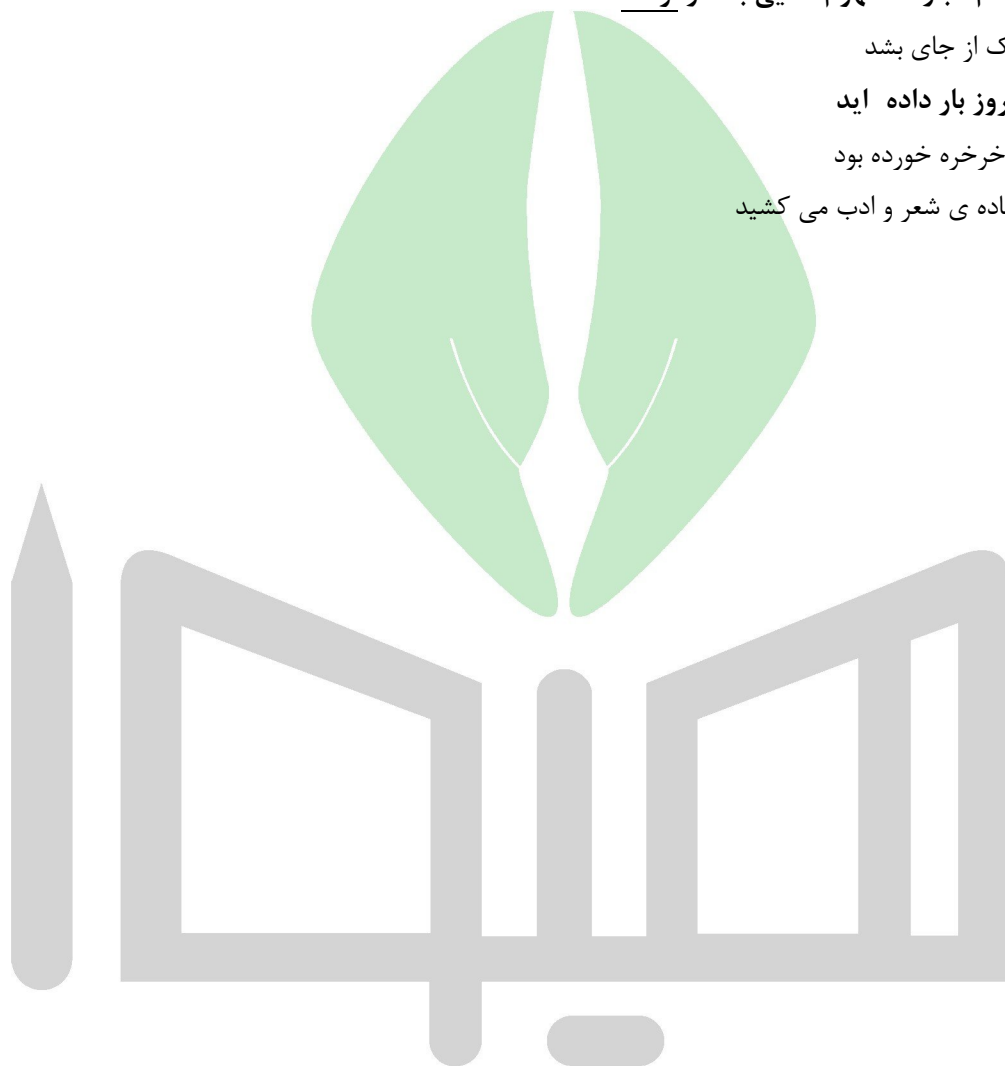 ک از جای بشد
روز بار داده اید
خرخره خورده بود
اده ی شعر و ادب می کشید